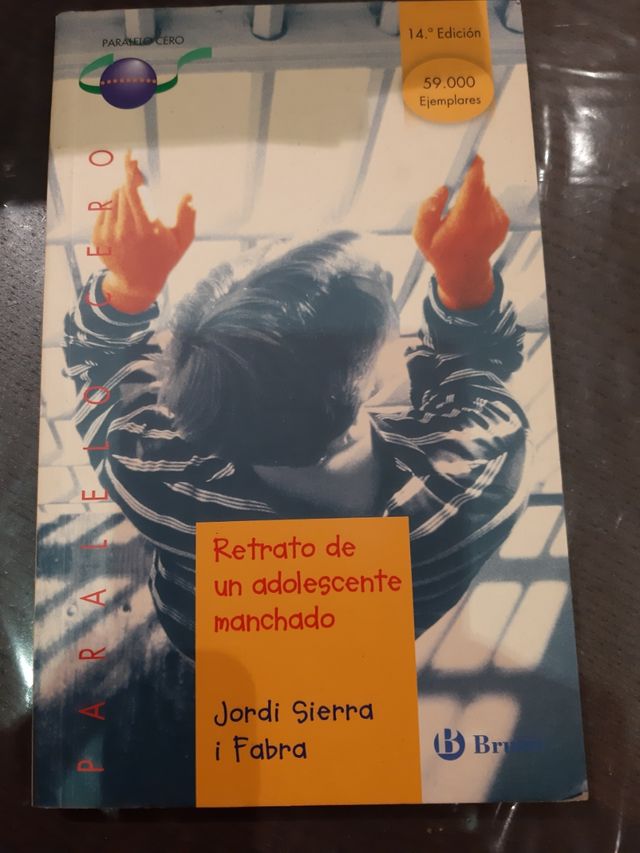 PARALELO CERO
14.ª Edición
59.000
Ejemplares
PARALELO CERO
Retrato de
un adolescente
manchado
Jordi Sierra
i Fabra
B